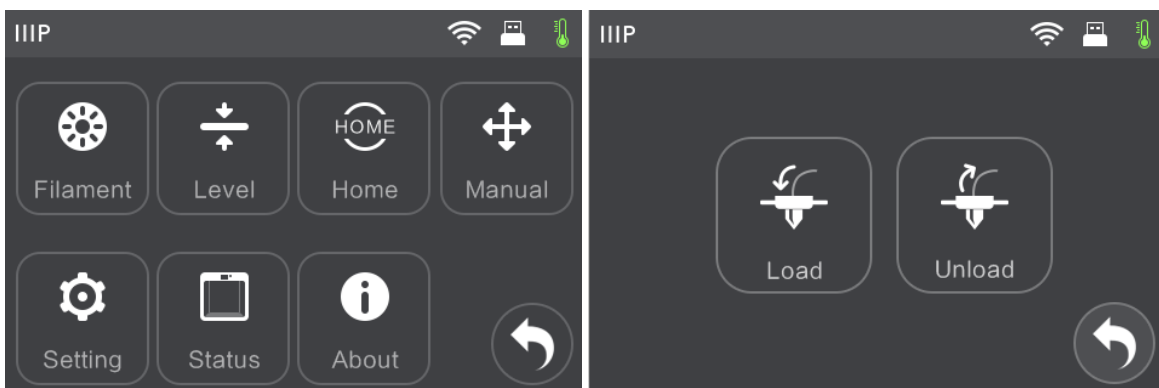 IIIP
Filament
Level
HOME
Home
Manual
Setting
Status
About
IIIP
Load
Unload